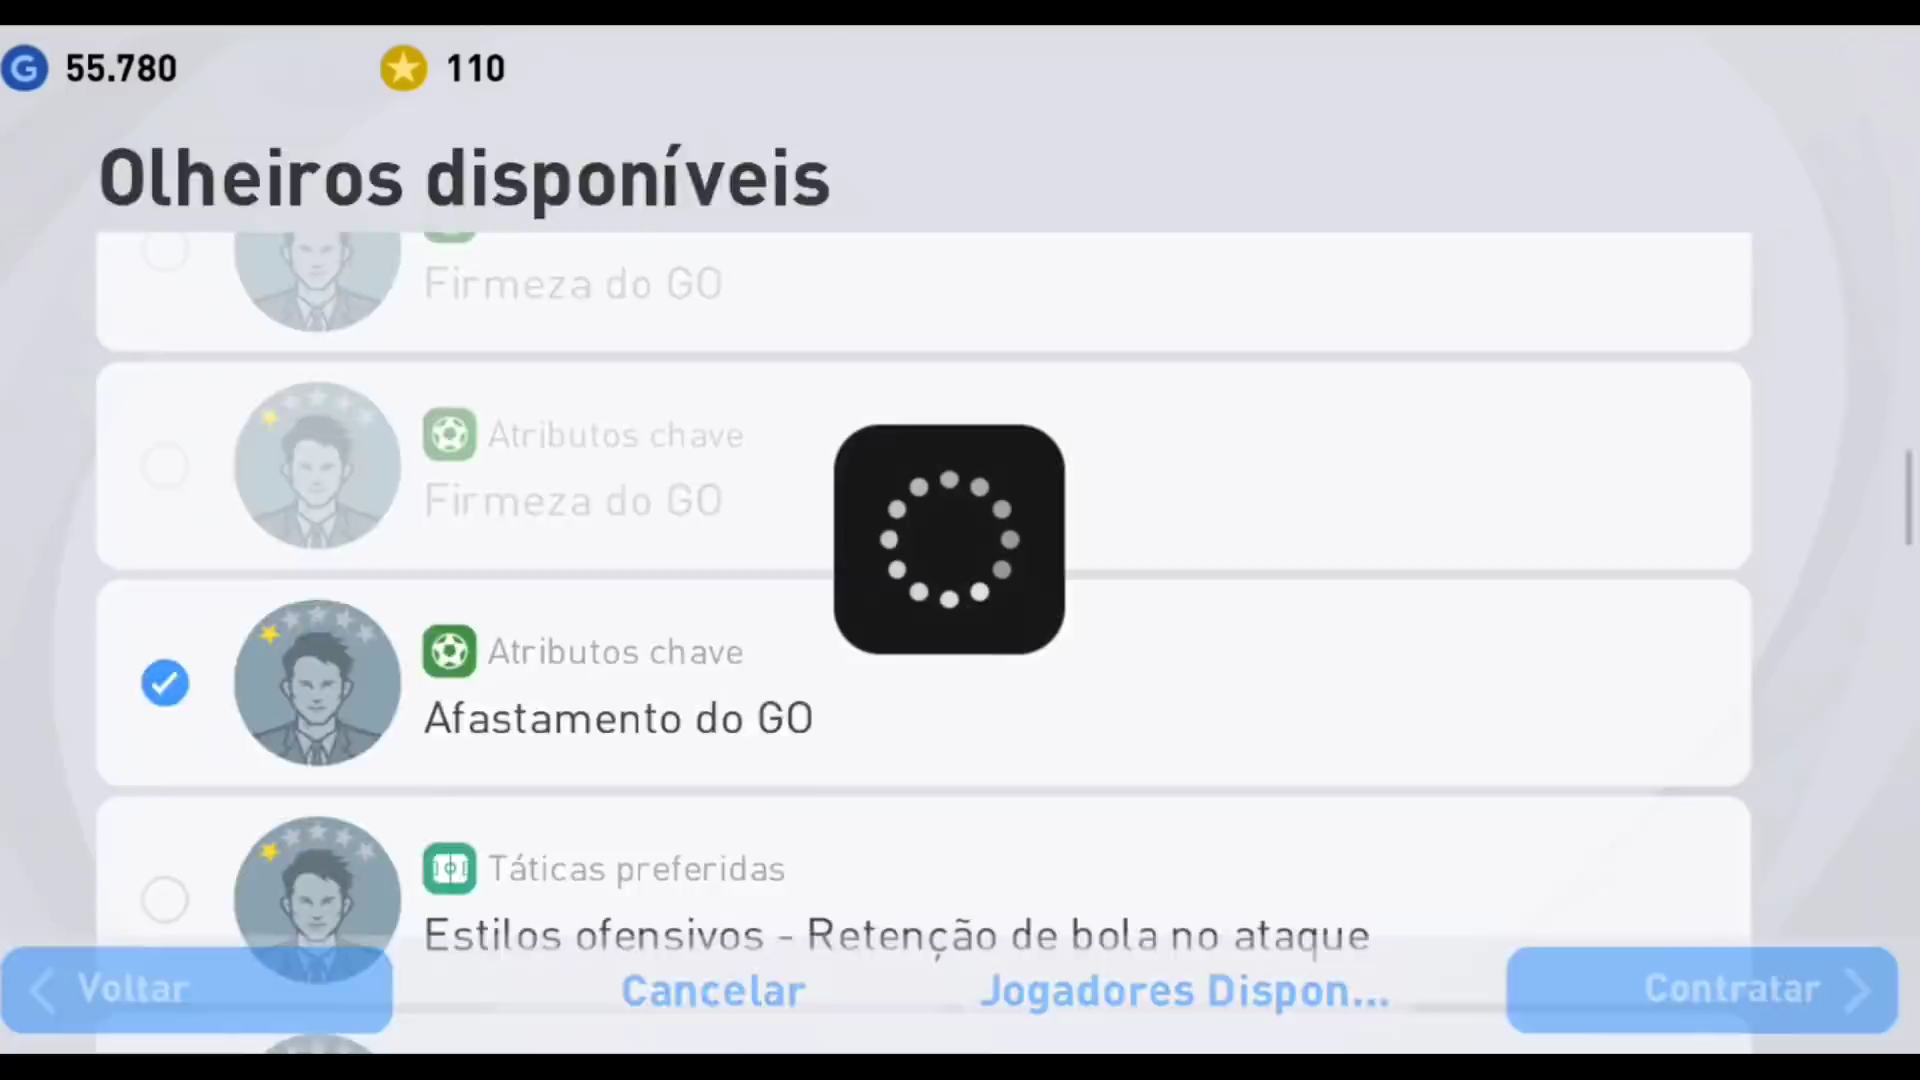 G 55.780
110
Olheiros disponíveis
Firmeza do GO
Atributos chave
Firmeza do GO
Atributos chave
Afastamento do GO
Táticas preferidas
Estilos ofensivos - Retenção de bola no ataque
Voltar
Cancelar
Jogadores Dispon...
Contratar